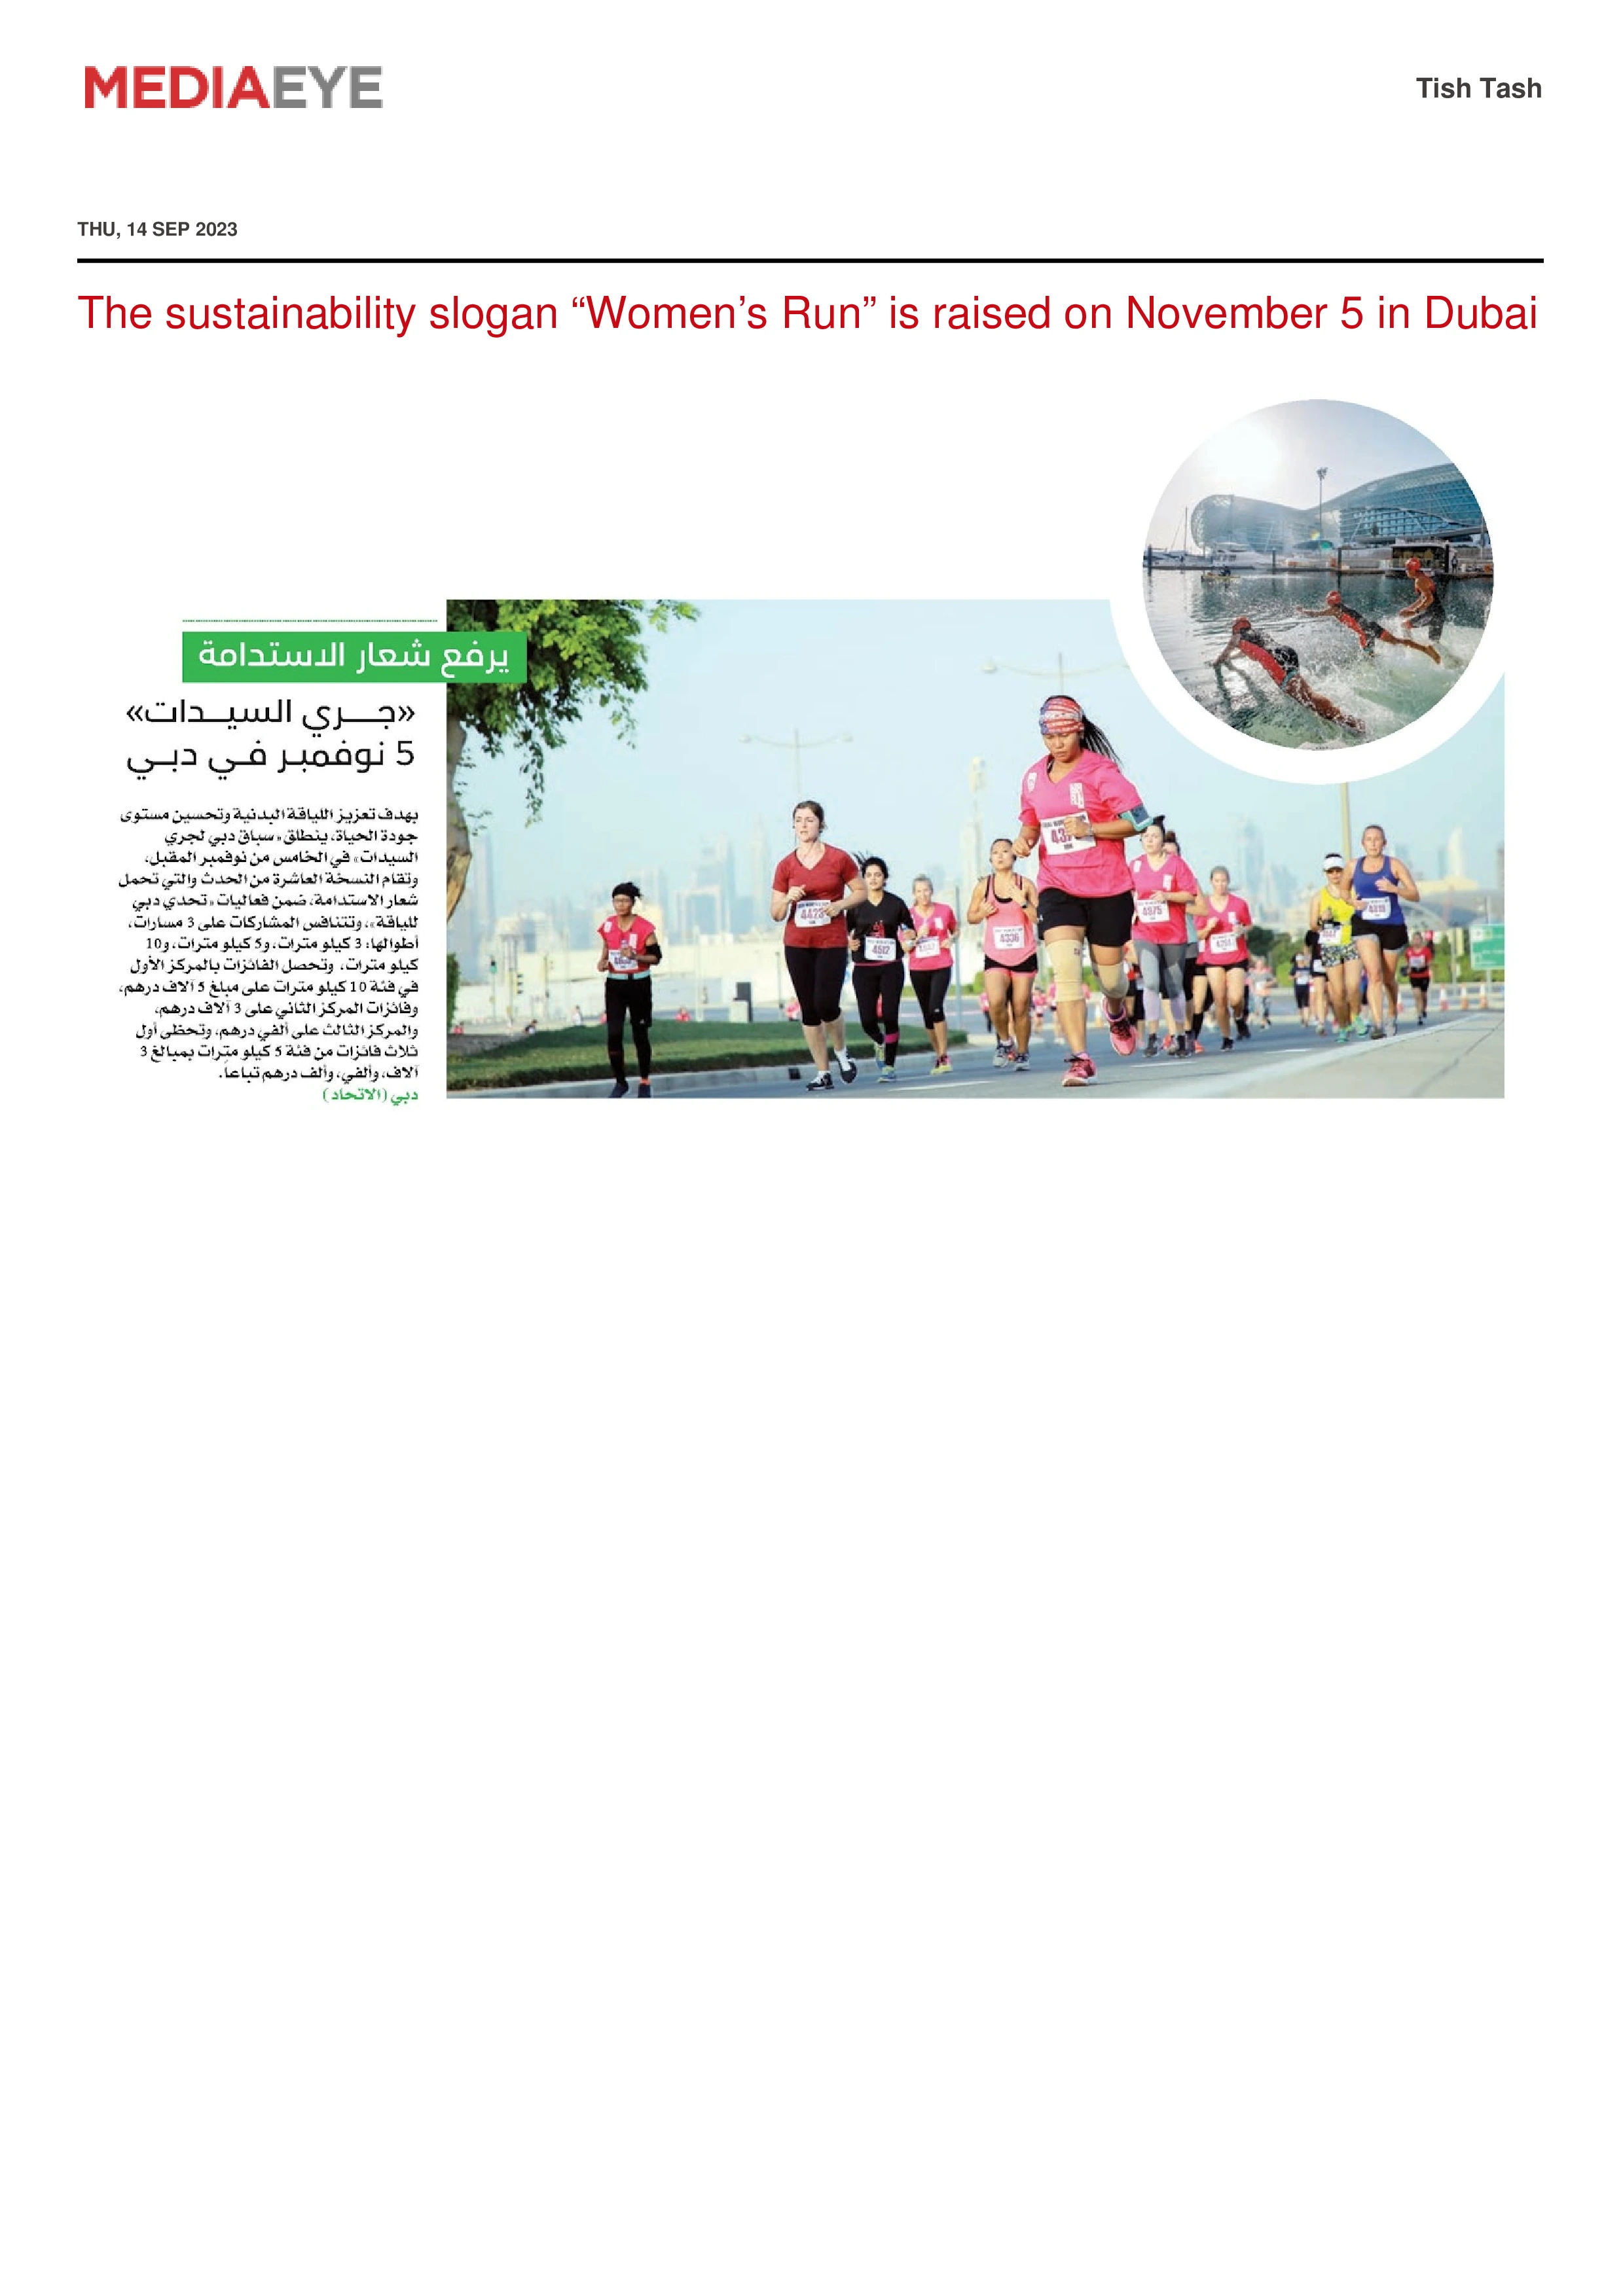 MEDIAEYE
Tish Tash
THU, 14 SEP 2023
The sustainability slogan “Women’s Run” is raised on November 5 in Dubai
يرفع شعار الاستدامة
«جـــري السيــدات»
5 نوفمبـر فـي دبـي
بهدف تعزيز اللياقة البدنية وتحسين مستوى
جودة الحياة، ينطلق «سباق دبي لجري
السيدات» في الخامس من نوفمبر المقبل،
وتقام النسخة العاشرة من الحدث والتي تحمل
شعار الاستدامة، ضمن فعاليات «تحدي دبي
للياقة»، وتتنافس المشاركات على 3 مسارات،
أطوالها: 3 كيلو مترات، و5 كيلو مترات، و10
كيلو مترات، وتحصل الفائزات بالمركز الأول
في فئة 10 كيلو مترات على مبلغ 5 آلاف درهم،
وفائزات المركز الثاني على 3 آلاف درهم،
والمركز الثالث على ألفي درهم، وتحظى أول
ثلاث فائزات من فئة 5 كيلو مترات بمبالغ 3
آلاف، وألفي، وألف درهم تباعاً.
دبي (الاتحاد)
4423
4512
4336
437
4975